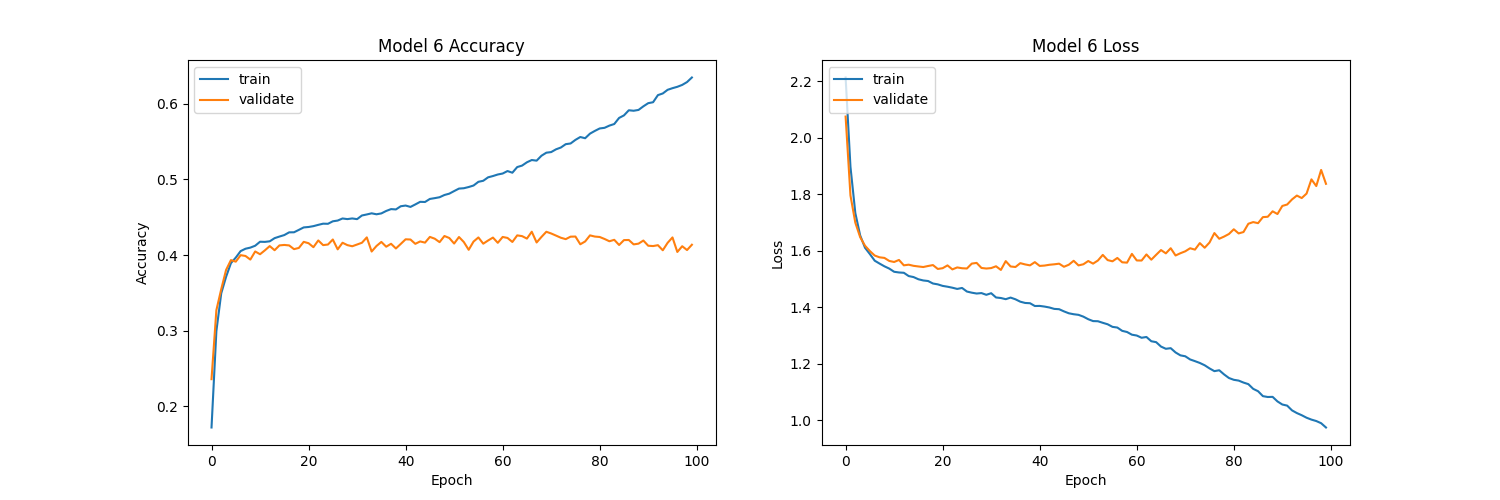 Model 6 Accuracy
train
validate
0.6
0.5
0.4
0.3
0.2
Accuracy
0 20 40 60 80 100
Epoch
Model 6 Loss
train
validate
2.2
2.0
1.8
1.6
1.4
1.2
1.0
Loss
0 20 40 60 80 100
Epoch